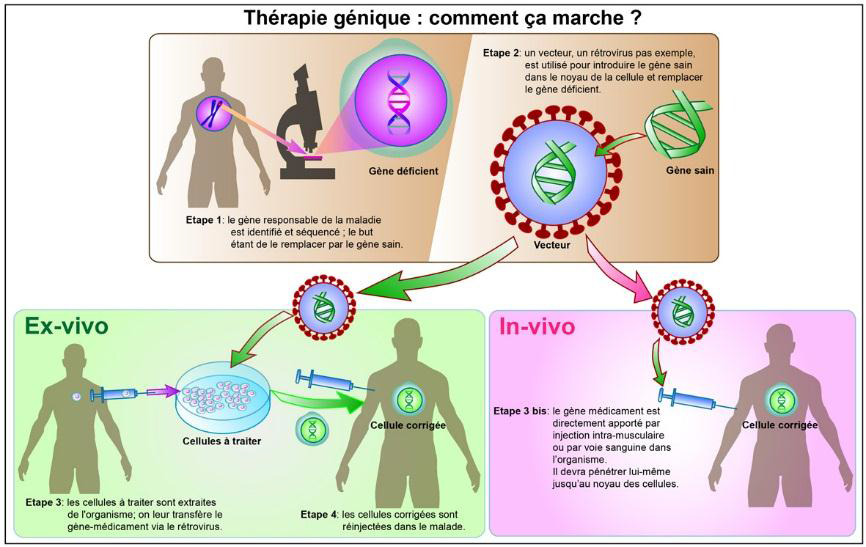 Thérapie génique : comment ça marche ?
Etape 2: un vecteur, un rétrovirus pas exemple,
est utilisé pour introduire le gène sain
dans le noyau de la cellule et remplacer
le gène déficient.
Gène déficient
Gène sain
Etape 1: le gène responsable de la maladie
est identifié et séquencé ; le but
étant de le remplacer par le gène sain.
Vecteur
Ex-vivo
In-vivo
Cellules à traiter
Cellule corrigée
Etape 3: les cellules à traiter sont extraites
de l'organisme; on leur transfère le
gène-médicament via le rétrovirus.
Etape 4: les cellules corrigées sont
réinjectées dans le malade.
Etape 3 bis: le gène médicament est
directement apporté par
injection intra-musculaire
ou par voie sanguine dans
l'organisme.
Il devra pénétrer lui-même
jusqu'au noyau des cellules.
Cellule corrigée